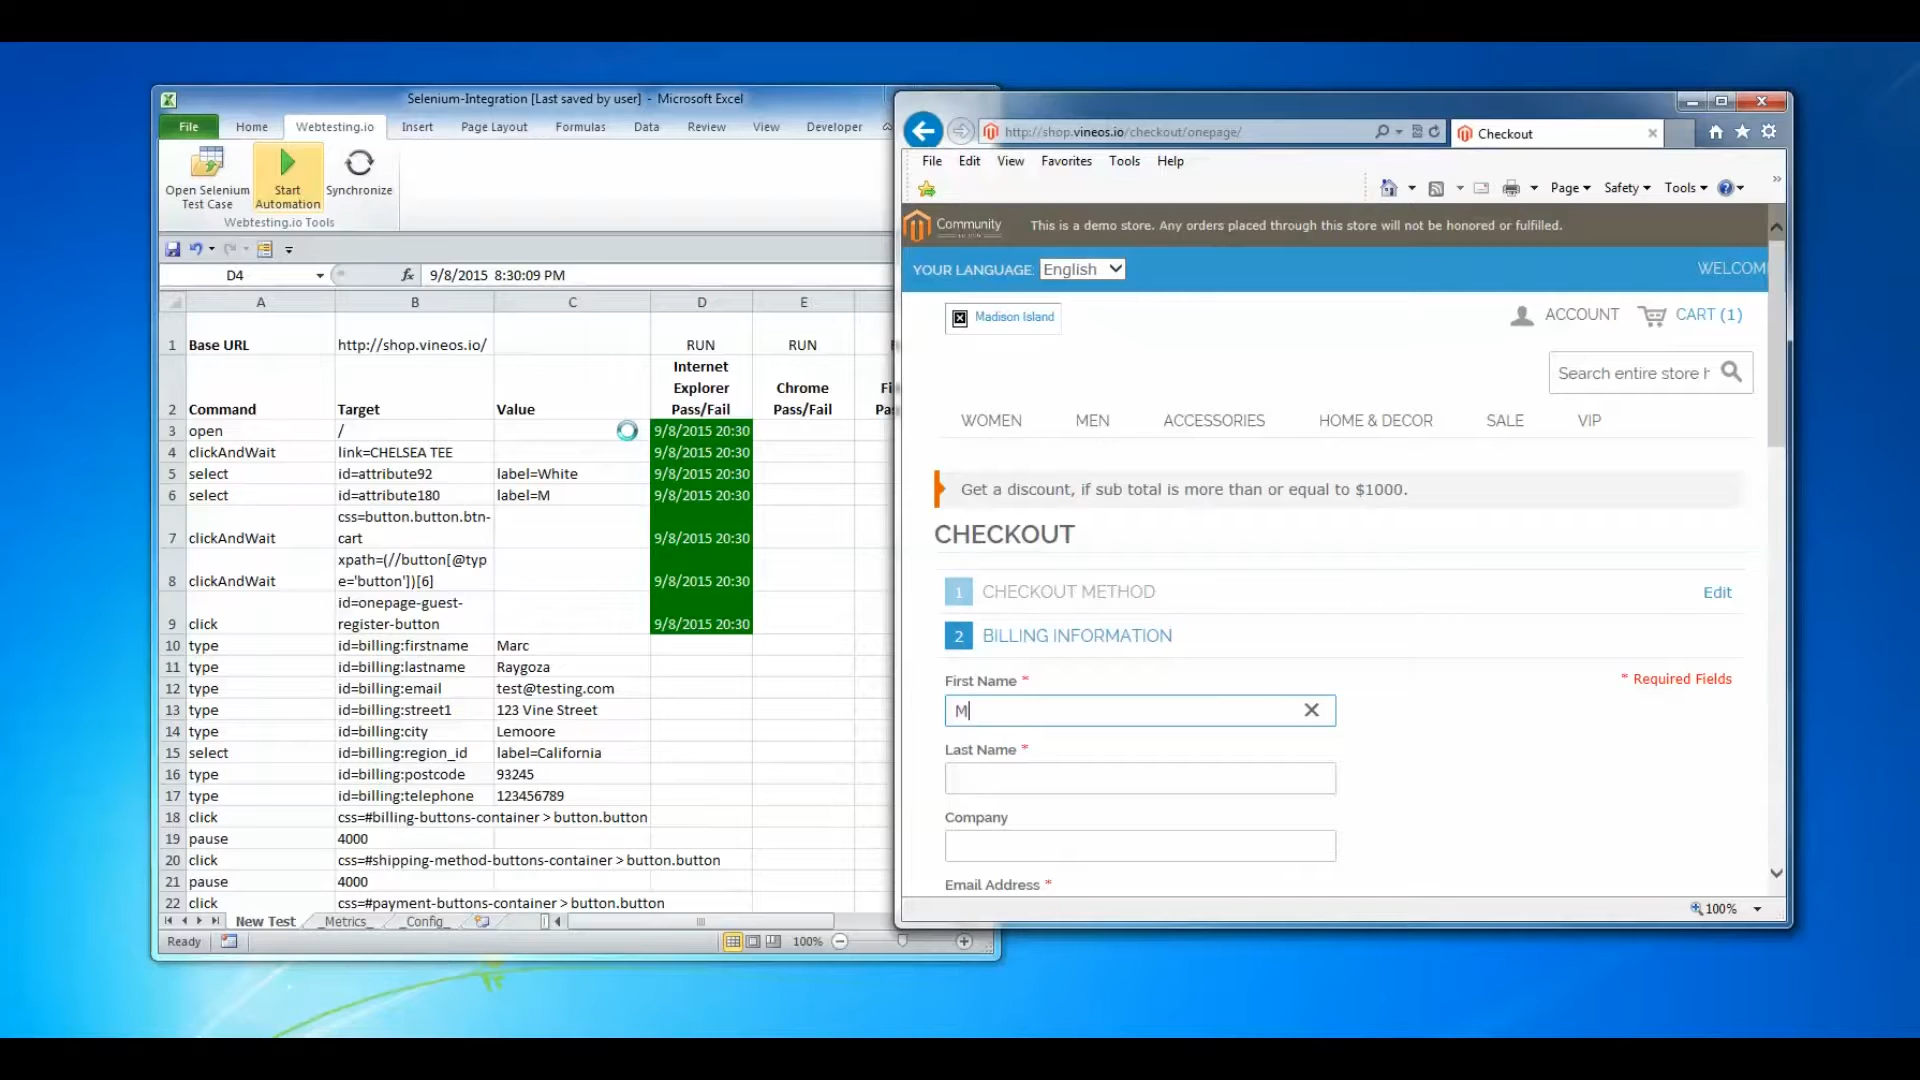 Selenium-Integration [Last saved by user] - Microsoft Excel
File Home Webtesting.io Insert Page Layout Formulas Data Review View Developer
Open Selenium Test Case
Start Automation
Synchronize
Webtesting.io Tools
D4 fx 9/8/2015 8:30:09 PM
A B C D E
1 Base URL http://shop.vineos.io/ RUN RUN
2 Command Target Value Internet Explorer Pass/Fail Chrome Pass/Fail
3 open / 9/8/2015 20:30
4 clickAndWait link=CHELSEA TEE 9/8/2015 20:30
5 select id=attribute92 label=White 9/8/2015 20:30
6 select id=attribute180 label=M 9/8/2015 20:30
7 clickAndWait css=button.button.btn-cart 9/8/2015 20:30
8 clickAndWait xpath=(//button[@type='button'])[6] 9/8/2015 20:30
9 click id=onepage-guest-register-button 9/8/2015 20:30
10 type id=billing:firstname Marc
11 type id=billing:lastname Raygoza
12 type id=billing:email test@testing.com
13 type id=billing:street1 123 Vine Street
14 type id=billing:city Lemoore
15 select id=billing:region_id label=California
16 type id=billing:postcode 93245
17 type id=billing:telephone 123456789
18 click css=#billing-buttons-container > button.button
19 pause 4000
20 click css=#shipping-method-buttons-container > button.button
21 pause 4000
22 click css=#payment-buttons-container > button.button
New Test _Metrics_ _Config_
Ready 100%
http://shop.vineos.io/checkout/onepage/ Checkout
File Edit View Favorites Tools Help
Page Safety Tools
Community This is a demo store. Any orders placed through this store will not be honored or fulfilled.
YOUR LANGUAGE: English WELCOM
Madison Island ACCOUNT CART (1)
Search entire store h
WOMEN MEN ACCESSORIES HOME & DECOR SALE VIP
Get a discount, if sub total is more than or equal to $1000.
CHECKOUT
1 CHECKOUT METHOD Edit
2 BILLING INFORMATION
First Name * * Required Fields
M
Last Name *
Company
Email Address *
100%